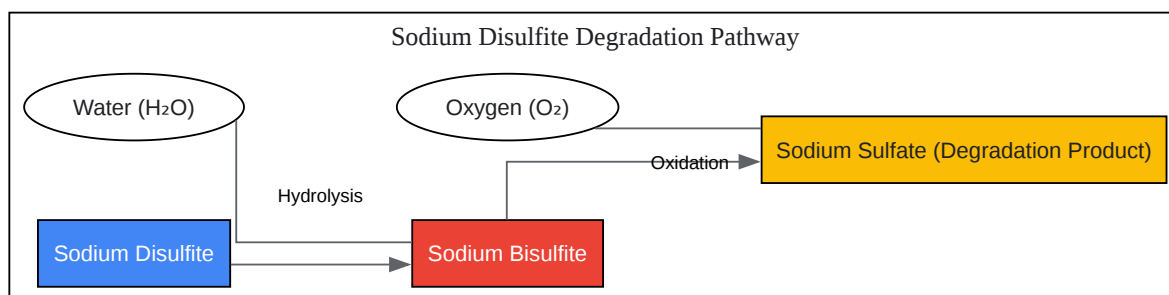 Sodium Disulfite Degradation Pathway
Water (H₂O)
Oxygen (O₂)
Sodium Sulfate (Degradation Product)
Oxidation
Hydrolysis
Sodium Disulfite
Sodium Bisulfite